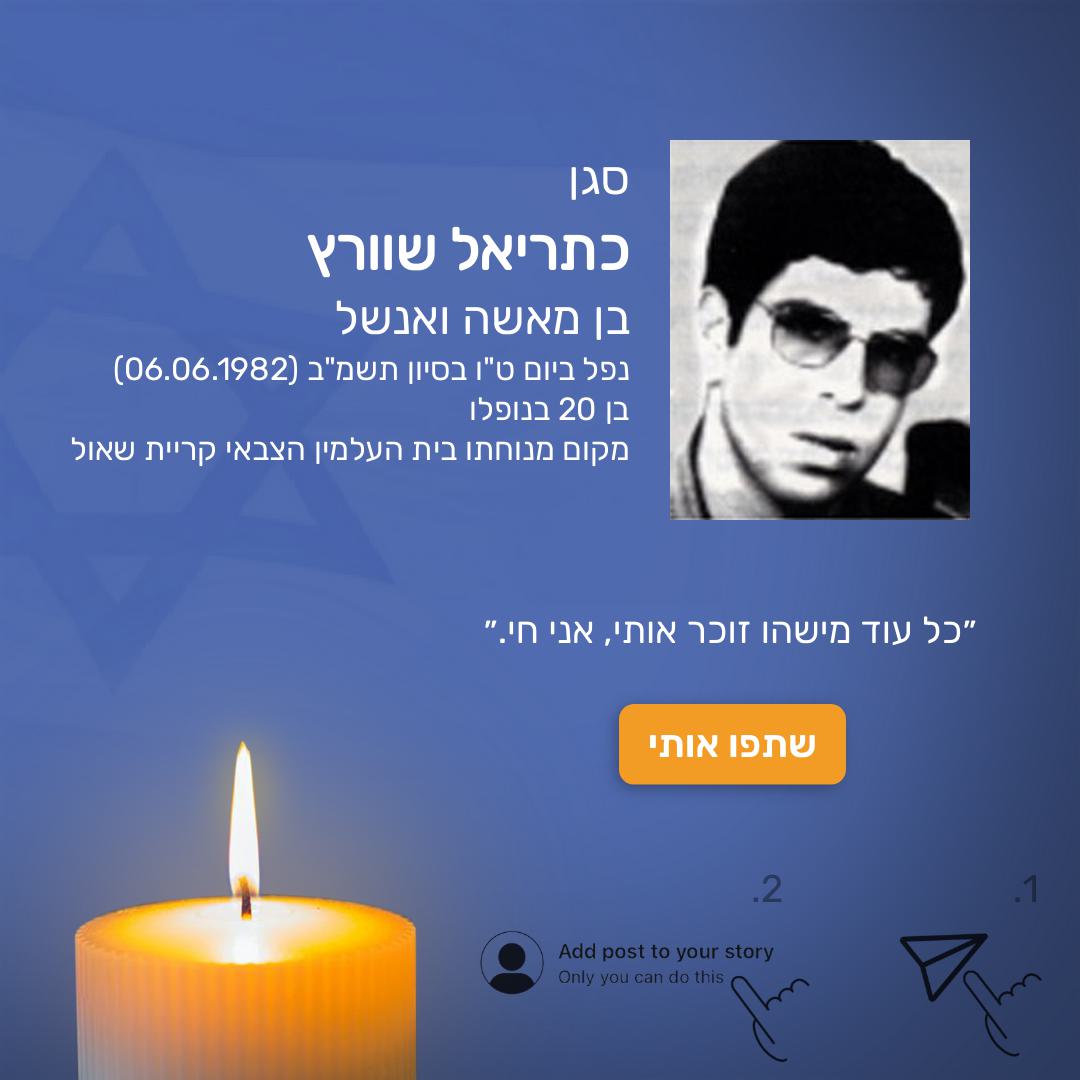 סגן
כתריאל שוורץ
בן מאשה ואנשל
נפל ביום ט"ו בסיון תשמ"ב (06.06.1982)
בן 20 בנופלו
מקום מנוחתו בית העלמין הצבאי קריית שאול
״כל עוד מישהו זוכר אותי, אני חי.״
שתפו אותי
1.
2.
Add post to your story
Only you can do this